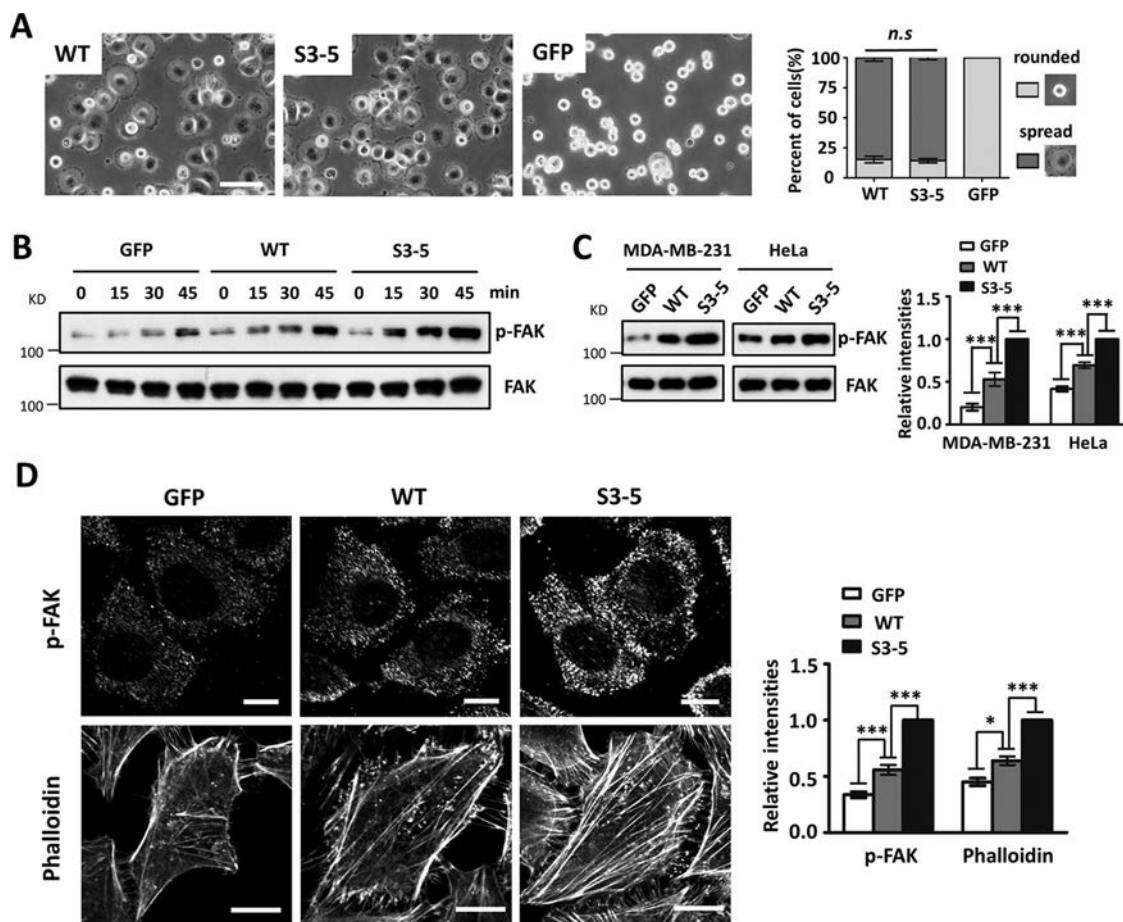 A
WT
S3-5
GFP
n.s
Percent of cells(%)
100
75
50
25
0
WT
S3-5
GFP
rounded
spread
B
GFP
WT
S3-5
KD
0 15 30 45 0 15 30 45 0 15 30 45 min
p-FAK
100
FAK
100
C
MDA-MB-231
HeLa
KD
GFP WT S3-5 GFP WT S3-5
p-FAK
100
FAK
100
GFP
WT
S3-5
Relative intensities
1.5
1.0
0.5
0.0
***
***
***
***
MDA-MB-231
HeLa
D
GFP
WT
S3-5
p-FAK
Phalloidin
GFP
WT
S3-5
Relative intensities
1.5
1.0
0.5
0.0
***
***
*
***
p-FAK
Phalloidin